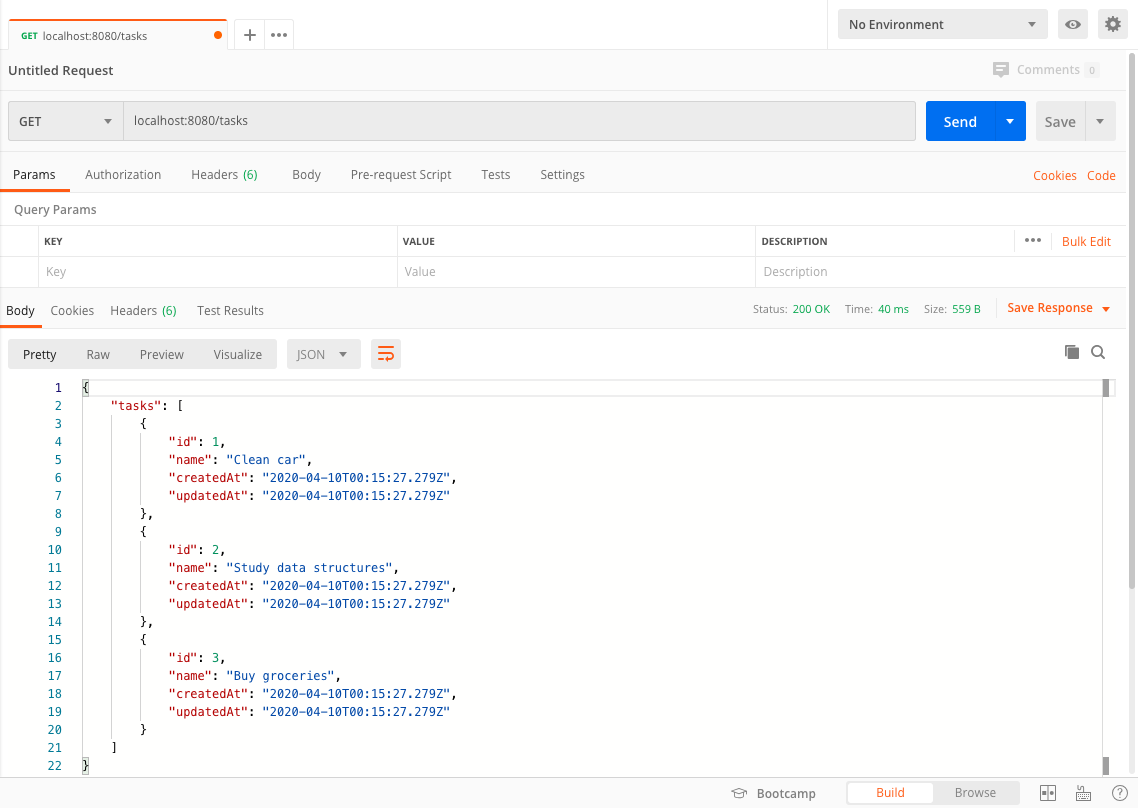 GET localhost:8080/tasks
No Environment
Untitled Request
Comments 0
GET localhost:8080/tasks Send Save
Params Authorization Headers (6) Body Pre-request Script Tests Settings Cookies Code
Query Params
KEY VALUE DESCRIPTION Bulk Edit
Key Value Description
Body Cookies Headers (6) Test Results Status: 200 OK Time: 40 ms Size: 559 B Save Response
Pretty Raw Preview Visualize JSON
1 {
2 "tasks": [
3 {
4 "id": 1,
5 "name": "Clean car",
6 "createdAt": "2020-04-10T00:15:27.279Z",
7 "updatedAt": "2020-04-10T00:15:27.279Z"
8 },
9 {
10 "id": 2,
11 "name": "Study data structures",
12 "createdAt": "2020-04-10T00:15:27.279Z",
13 "updatedAt": "2020-04-10T00:15:27.279Z"
14 },
15 {
16 "id": 3,
17 "name": "Buy groceries",
18 "createdAt": "2020-04-10T00:15:27.279Z",
19 "updatedAt": "2020-04-10T00:15:27.279Z"
20 }
21 ]
22 }
Bootcamp Build Browse ?